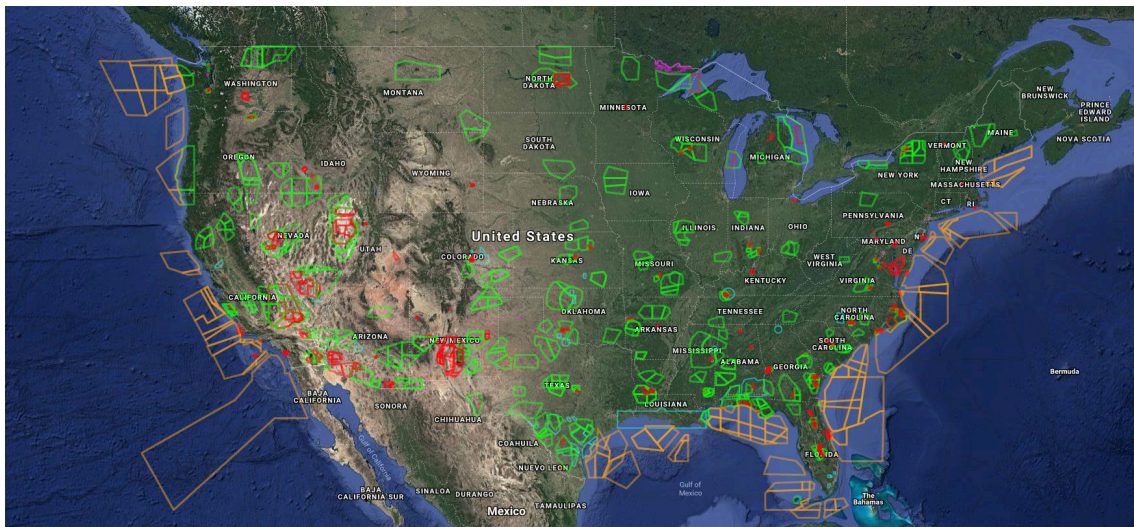 NEW
BRUNSWICK
PRINCE
EDWARD
ISLAND
NOVA SCOTIA
WASHINGTON
MONTANA
NORTH
DAKOTA
MINNESOTA
MAINE
VERMONT
OREGON
IDAHO
SOUTH
DAKOTA
WISCONSIN
MICHIGAN
NEW YORK
NEW
HAMPSHIRE
MASSACHUSETTS
CT
RI
WYOMING
IOWA
NEBRASKA
PENNSYLVANIA
NEVADA
UTAH
COLORADO
United States
KANSAS
ILLINOIS
INDIANA
OHIO
MARYLAND
NJ
DE
WEST
VIRGINIA
VIRGINIA
MISSOURI
KENTUCKY
CALIFORNIA
ARIZONA
NEW MEXICO
OKLAHOMA
ARKANSAS
TENNESSEE
NORTH
CAROLINA
SOUTH
CAROLINA
MISSISSIPPI
ALABAMA
GEORGIA
Bermuda
TEXAS
LOUISIANA
BAJA
CALIFORNIA
SONORA
CHIHUAHUA
COAHUILA
NUEVO LEON
Gulf of California
FLORIDA
Gulf of
Mexico
BAJA
CALIFORNIA SUR
SINALOA
DURANGO
TAMAULIPAS
Mexico
The
Bahamas